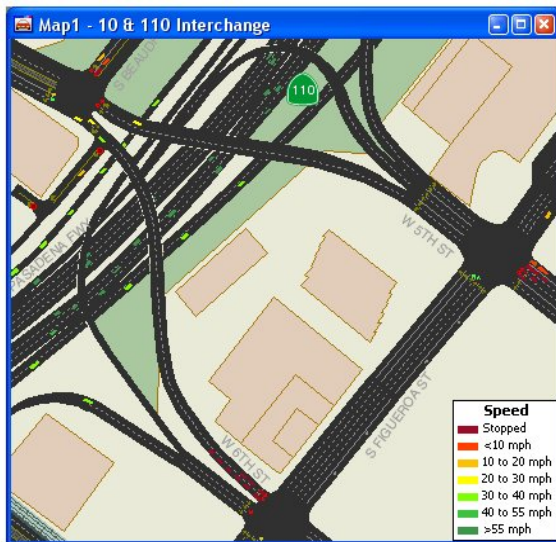 Map1 - 10 & 110 Interchange
S BEAUD
110
PASADENA FWY
W 5TH ST
S FIGUEROA ST
W 6TH ST
Speed
Stopped
<10 mph
10 to 20 mph
20 to 30 mph
30 to 40 mph
40 to 55 mph
>55 mph